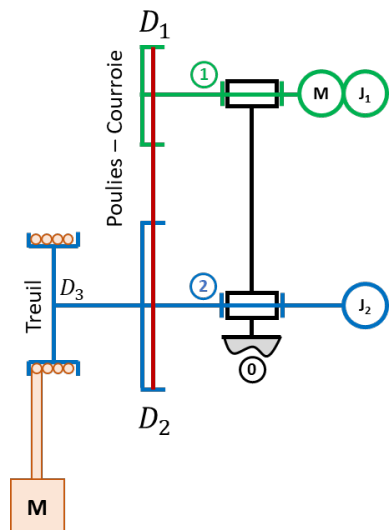 D₁
1
M
J₁
Poulies – Courroie
Treuil
D₃
2
J₂
0
D₂
M